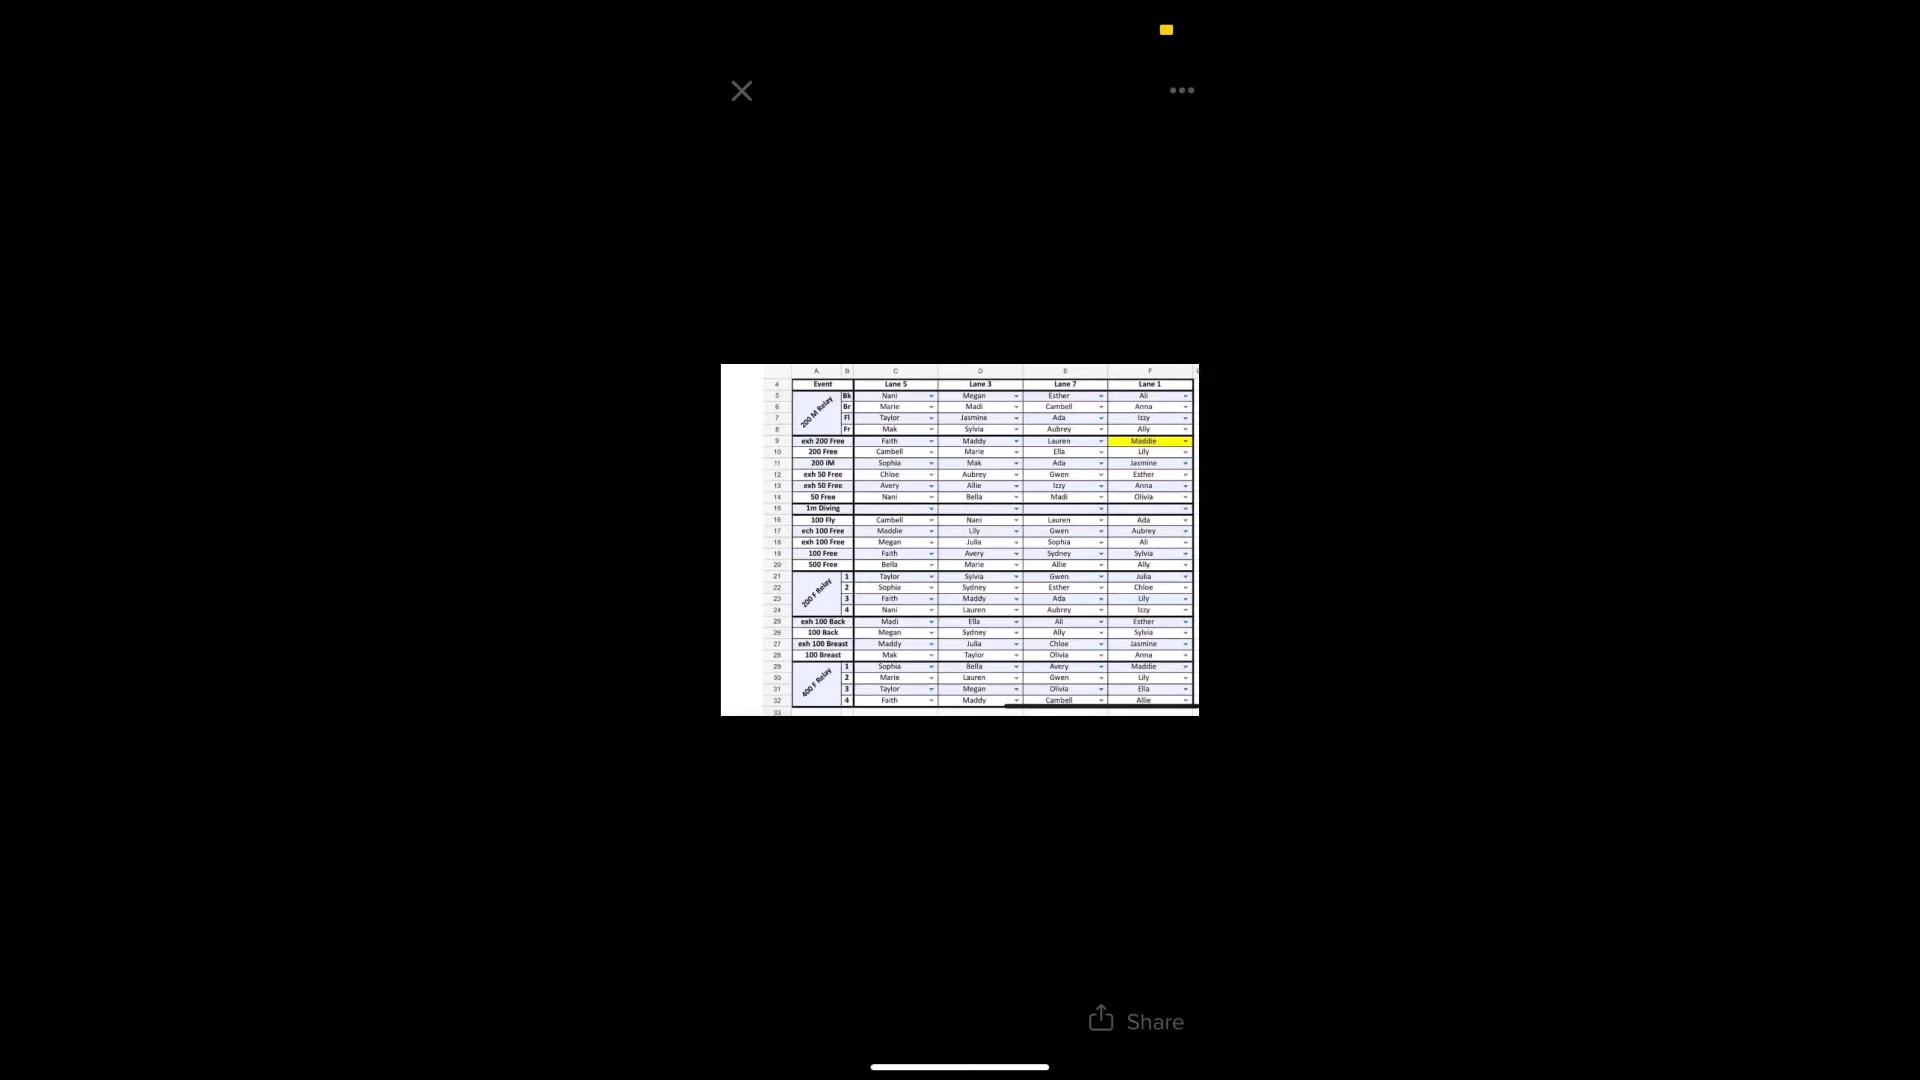 A B C D E F
4 Event Lane 5 Lane 3 Lane 7 Lane 1
5 200 M Relay Bk Nani Megan Esther Ali
6 Br Marie Madi Cambell Anna
7 Fl Taylor Jasmine Ada Izzy
8 Fr Mak Sylvia Aubrey Ally
9 exh 200 Free Faith Maddy Lauren Maddie
10 200 Free Cambell Marie Ella Lily
11 200 IM Sophia Mak Ada Jasmine
12 exh 50 Free Chloe Aubrey Gwen Esther
13 exh 50 Free Avery Allie Izzy Anna
14 50 Free Nani Bella Madi Olivia
15 1m Diving
16 100 Fly Cambell Nani Lauren Ada
17 ech 100 Free Maddie Lily Gwen Aubrey
18 exh 100 Free Megan Julia Sophia Ali
19 100 Free Faith Avery Sydney Sylvia
20 500 Free Bella Marie Allie Ally
21 200 F Relay 1 Taylor Sylvia Gwen Julia
22 2 Sophia Sydney Esther Chloe
23 3 Faith Maddy Ada Lily
24 4 Nani Lauren Aubrey Izzy
25 exh 100 Back Madi Ella Ali Esther
26 100 Back Megan Sydney Ally Sylvia
27 exh 100 Breast Maddy Julia Chloe Jasmine
28 100 Breast Mak Taylor Olivia Anna
29 400 F Relay 1 Sophia Bella Avery Maddie
30 2 Marie Lauren Gwen Lily
31 3 Taylor Megan Olivia Ella
32 4 Faith Maddy Cambell Allie
33
Share